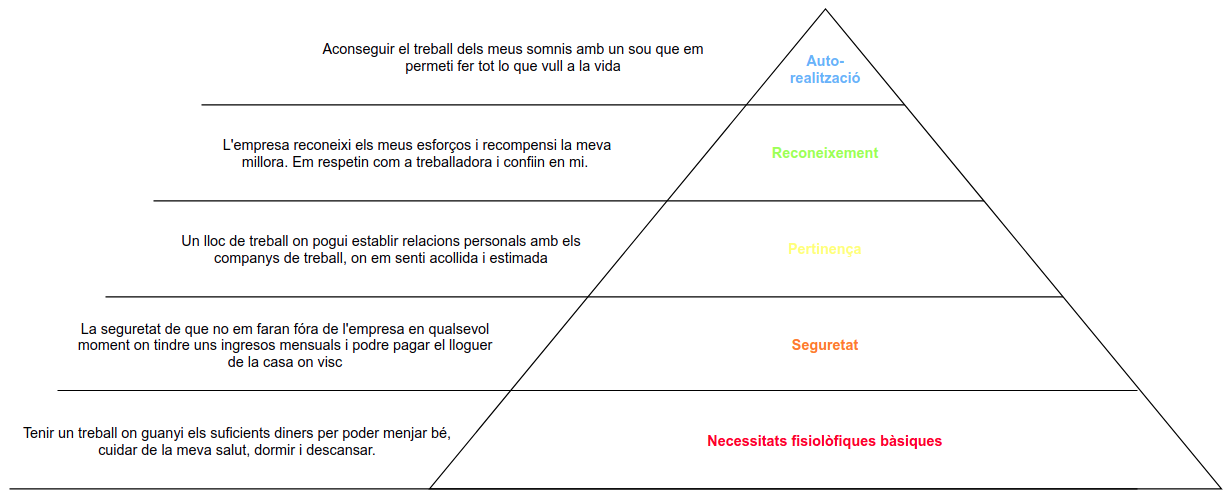 Aconseguir el treball dels meus somnis amb un sou que em
permeti fer tot lo que vull a la vida
Auto-
realització
L'empresa reconeixi els meus esforços i recompensi la meva
millora. Em respetin com a treballadora i confiin en mi.
Reconeixement
Un lloc de treball on pogui establir relacions personals amb els
companys de treball, on em senti acollida i estimada
Pertinença
La seguretat de que no em faran fóra de l'empresa en qualsevol
moment on tindre uns ingresos mensuals i podre pagar el lloguer
de la casa on visc
Seguretat
Tenir un treball on guanyi els suficients diners per poder menjar bé,
cuidar de la meva salut, dormir i descansar.
Necessitats fisiolòfiques bàsiques